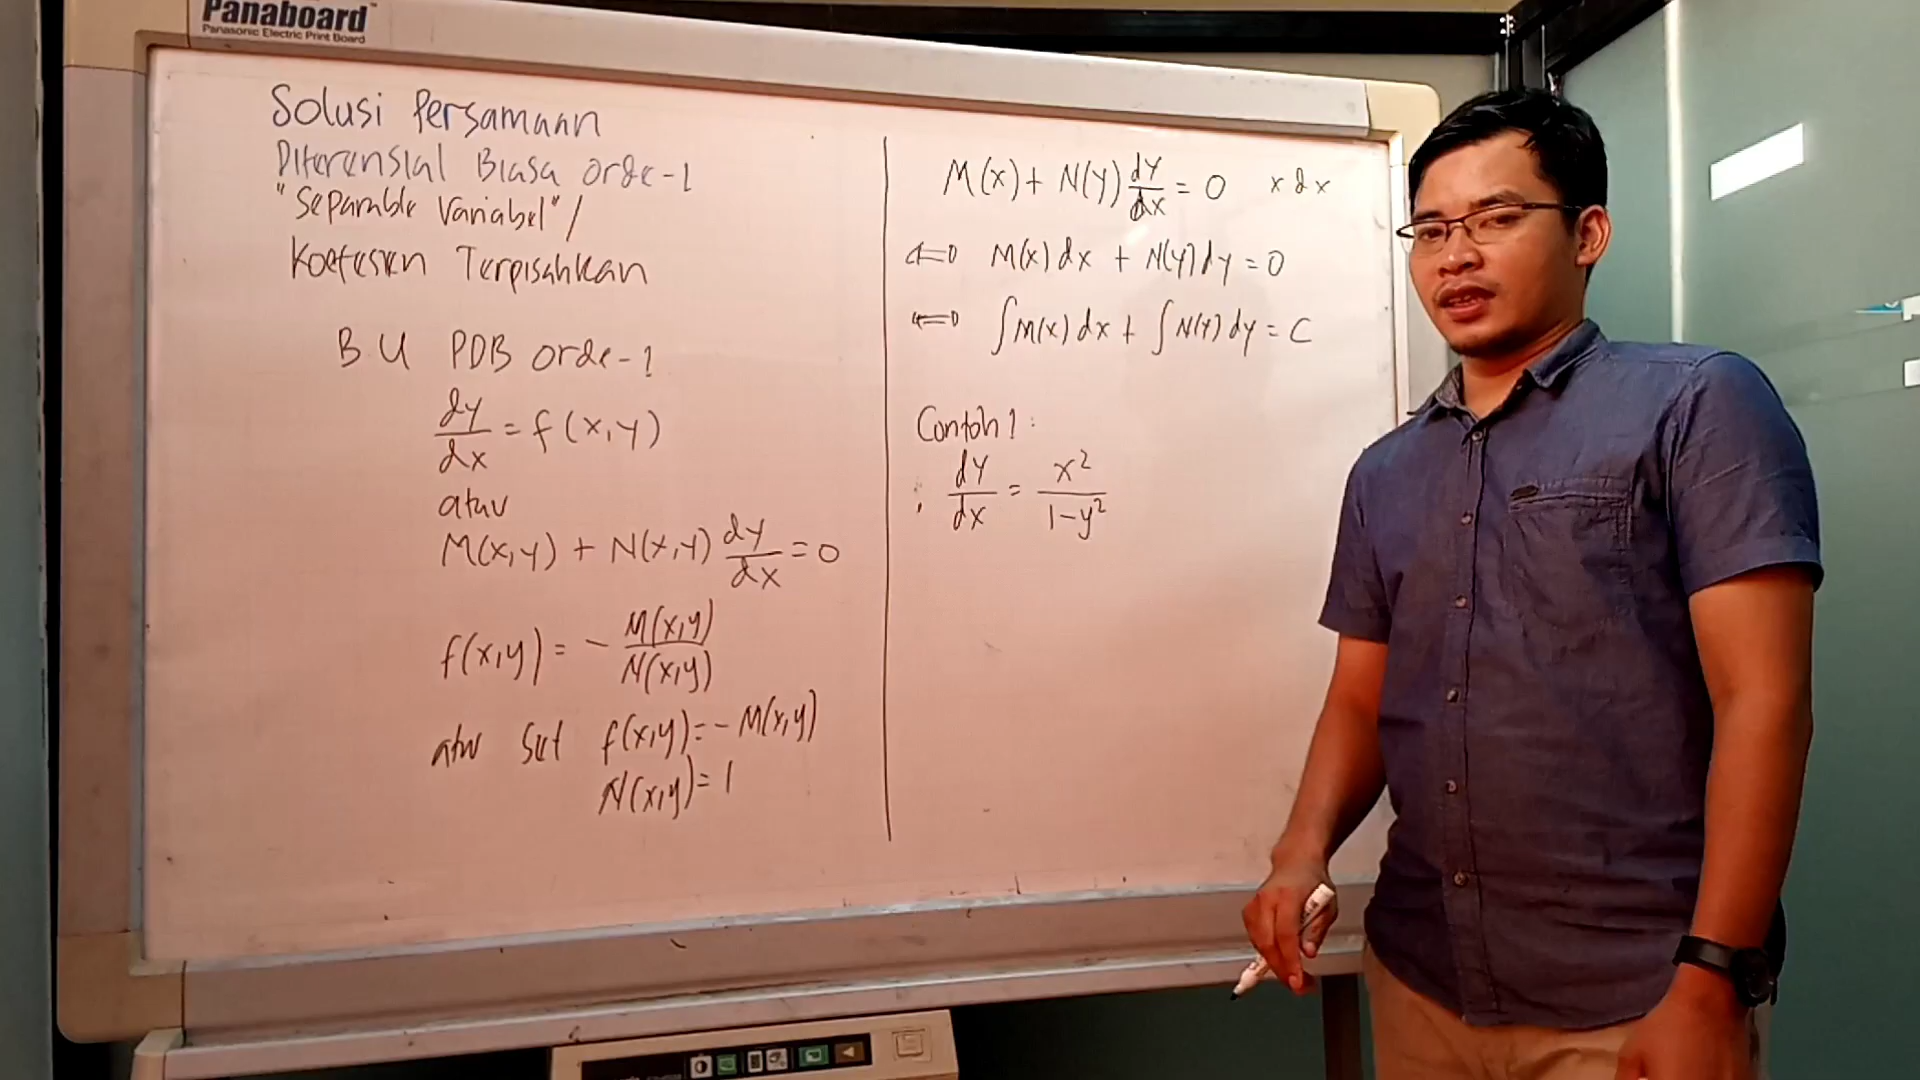 Panaboard
Panasonic Electric Print Board
Solusi Persamaan
Diferensial Biasa orde-1
"Separable Variabel" /
Koefesien Terpisahkan
B U PDB orde-1
dy/dx = f(x,y)
atau
M(x,y) + N(x,y) dy/dx = 0
f(x,y) = - M(x,y)/N(x,y)
atau Set f(x,y) = - M(x,y)
N(x,y) = 1
M(x) + N(y) dy/dx = 0 x dx
⇔ M(x) dx + N(y) dy = 0
⇔ ∫M(x) dx + ∫N(y) dy = C
Contoh 1 :
: dy/dx = x²/1-y²